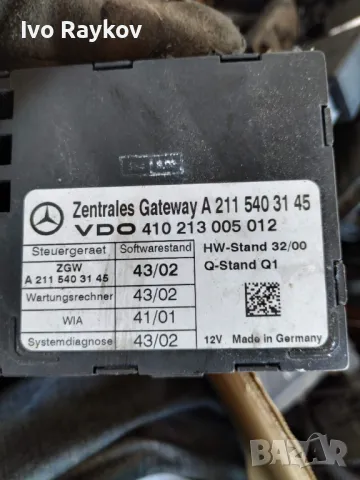 Ivo Raykov
Zentrales Gateway A 211 540 31 45
VDO 410 213 005 012
Steuergeraet Softwarestand HW-Stand 32/00
ZGW
A 211 540 31 45 43/02 Q-Stand Q1
Wartungsrechner 43/02
WIA 41/01
Systemdiagnose 43/02 12V Made in Germany
BAZAR
bg